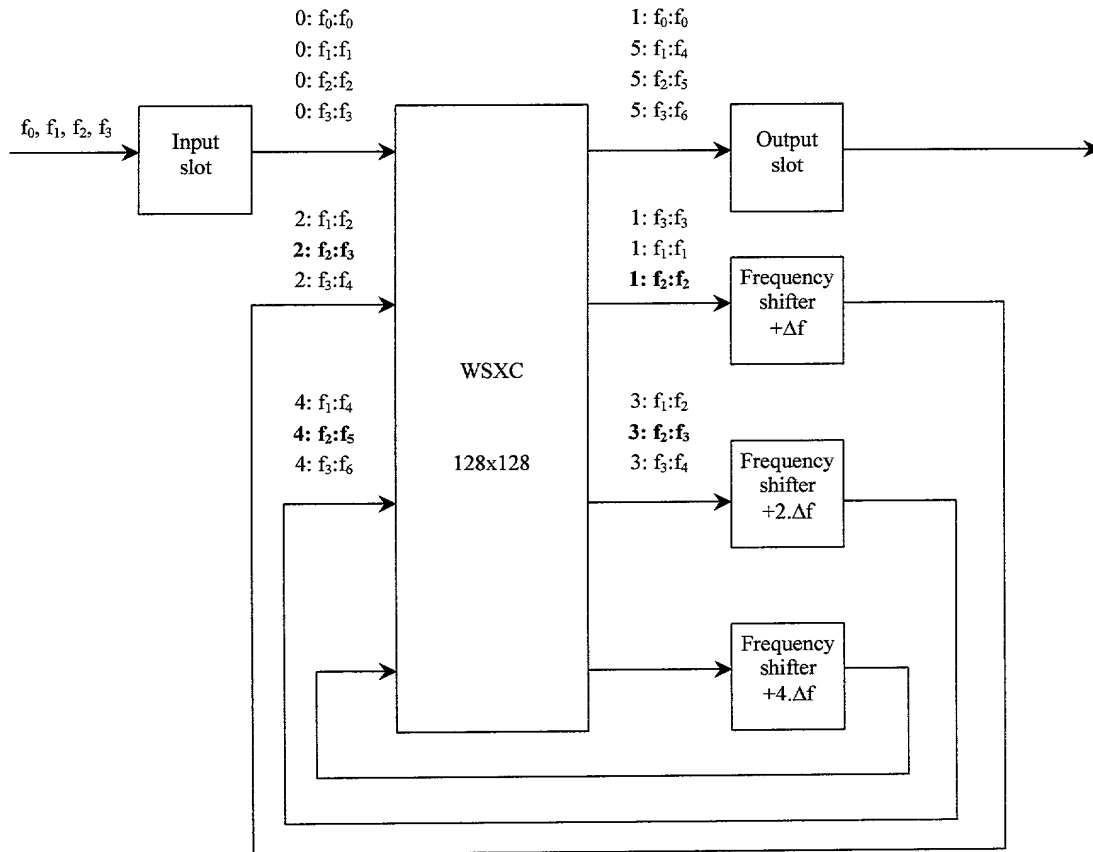 0: f₀:f₀
0: f₁:f₁
0: f₂:f₂
0: f₃:f₃
1: f₀:f₀
5: f₁:f₄
5: f₂:f₅
5: f₃:f₆
f₀, f₁, f₂, f₃
Input
slot
Output
slot
2: f₁:f₂
2: f₂:f₃
2: f₃:f₄
1: f₃:f₃
1: f₁:f₁
1: f₂:f₂
Frequency
shifter
+Δf
WSXC
128x128
4: f₁:f₄
4: f₂:f₅
4: f₃:f₆
3: f₁:f₂
3: f₂:f₃
3: f₃:f₄
Frequency
shifter
+2.Δf
Frequency
shifter
+4.Δf